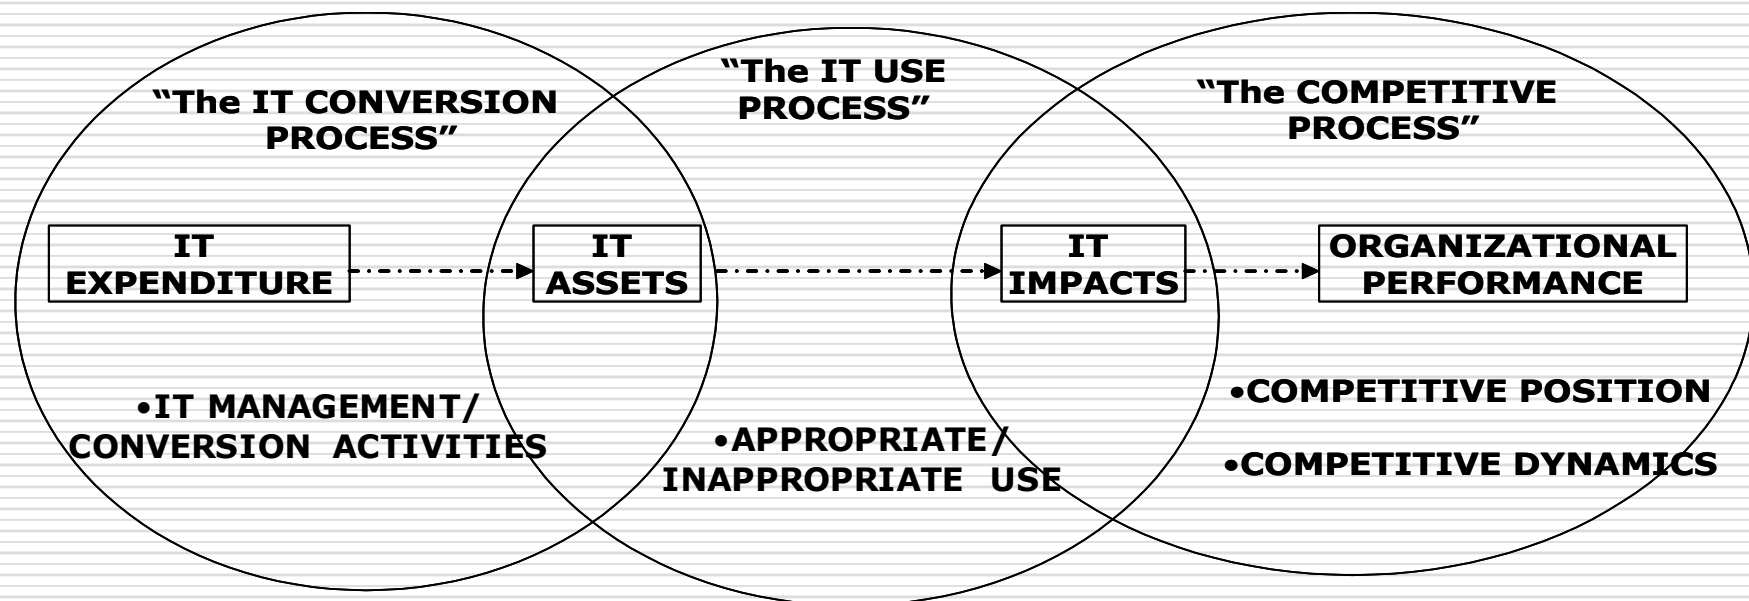 “The IT CONVERSION
PROCESS”
“The IT USE
PROCESS”
“The COMPETITIVE
PROCESS”
IT
EXPENDITURE
IT
ASSETS
IT
IMPACTS
ORGANIZATIONAL
PERFORMANCE
•IT MANAGEMENT/
CONVERSION ACTIVITIES
•APPROPRIATE/
INAPPROPRIATE USE
•COMPETITIVE POSITION
•COMPETITIVE DYNAMICS